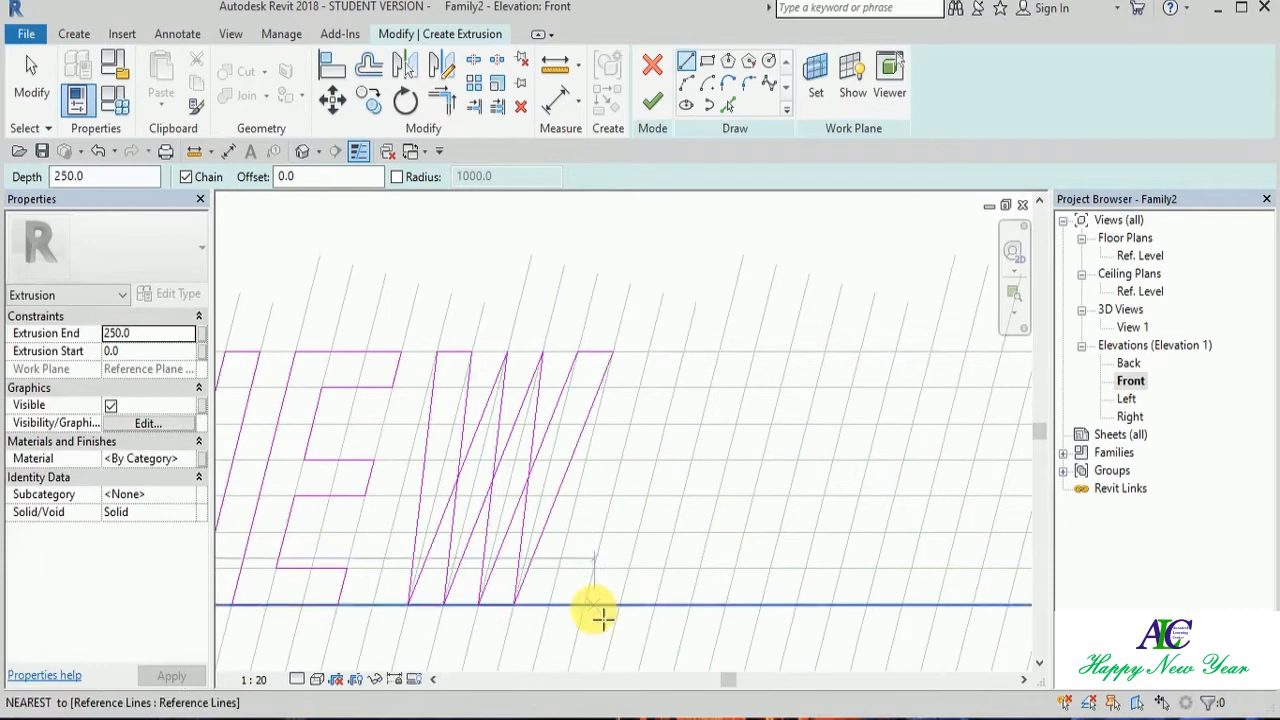 Autodesk Revit 2018 - STUDENT VERSION - Family2 - Elevation: Front
Type a keyword or phrase
Sign In
File Create Insert Annotate View Manage Add-Ins Modify | Create Extrusion
Modify
Paste
Cut
Join
Set Show Viewer
Select Properties Clipboard Geometry Modify Measure Create Mode Draw Work Plane
Depth 250.0 Chain Offset: 0.0 Radius: 1000.0
Properties
R
Extrusion Edit Type
Constraints
Extrusion End 250.0
Extrusion Start 0.0
Work Plane Reference Plane ...
Graphics
Visible
Visibility/Graphi... Edit...
Materials and Finishes
Material <By Category>
Identity Data
Subcategory <None>
Solid/Void Solid
Properties help Apply
2D
EW
1 : 20
Project Browser - Family2
Views (all)
Floor Plans
Ref. Level
Ceiling Plans
Ref. Level
3D Views
View 1
Elevations (Elevation 1)
Back
Front
Left
Right
Sheets (all)
Families
Groups
Revit Links
ALC
Happy New Year
NEAREST to [Reference Lines : Reference Lines]
:0